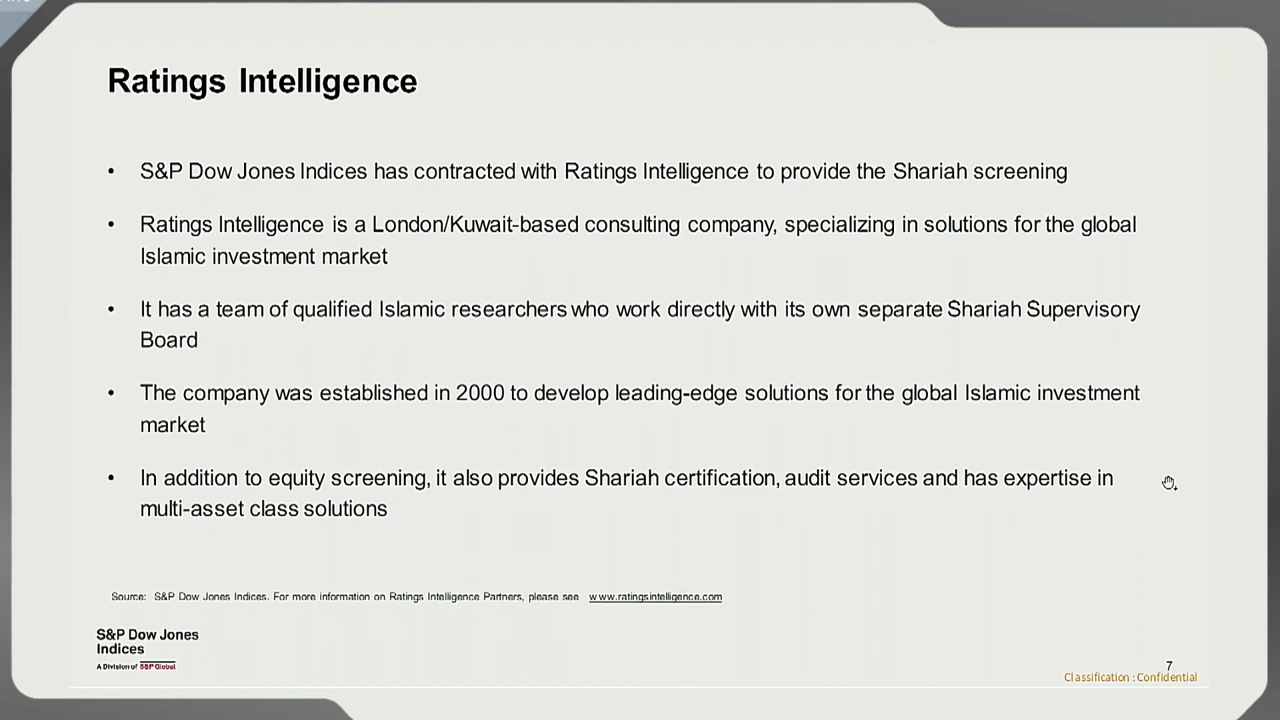 Ratings Intelligence
• S&P Dow Jones Indices has contracted with Ratings Intelligence to provide the Shariah screening
• Ratings Intelligence is a London/Kuwait-based consulting company, specializing in solutions for the global
Islamic investment market
• It has a team of qualified Islamic researchers who work directly with its own separate Shariah Supervisory
Board
• The company was established in 2000 to develop leading-edge solutions for the global Islamic investment
market
• In addition to equity screening, it also provides Shariah certification, audit services and has expertise in
multi-asset class solutions
Source: S&P Dow Jones Indices. For more information on Ratings Intelligence Partners, please see www.ratingsintelligence.com
S&P Dow Jones
Indices
A Division of S&P Global
7
Classification : Confidential